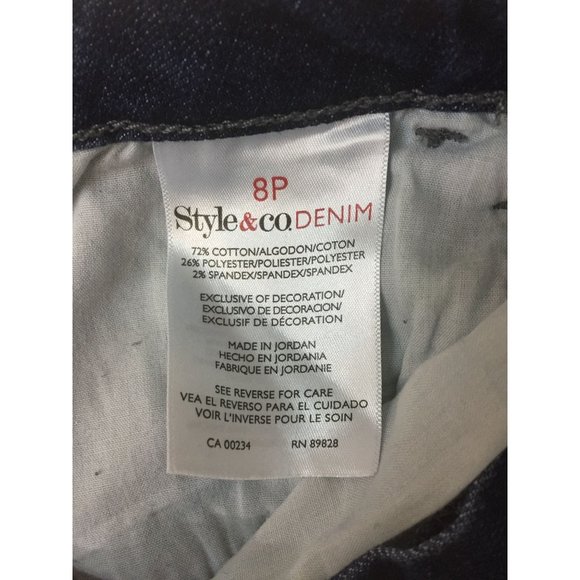 8P
Style&co.DENIM
72% COTTON/ALGODON/COTON
26% POLYESTER/POLIESTER/POLYESTER
2% SPANDEX/SPANDEX/SPANDEX
EXCLUSIVE OF DECORATION/
EXCLUSIVO DE DECORACION/
EXCLUSIF DE DÉCORATION
MADE IN JORDAN
HECHO EN JORDANIA
FABRIQUE EN JORDANIE
SEE REVERSE FOR CARE
VEA EL REVERSO PARA EL CUIDADO
VOIR L'INVERSE POUR LE SOIN
CA 00234 RN 89828